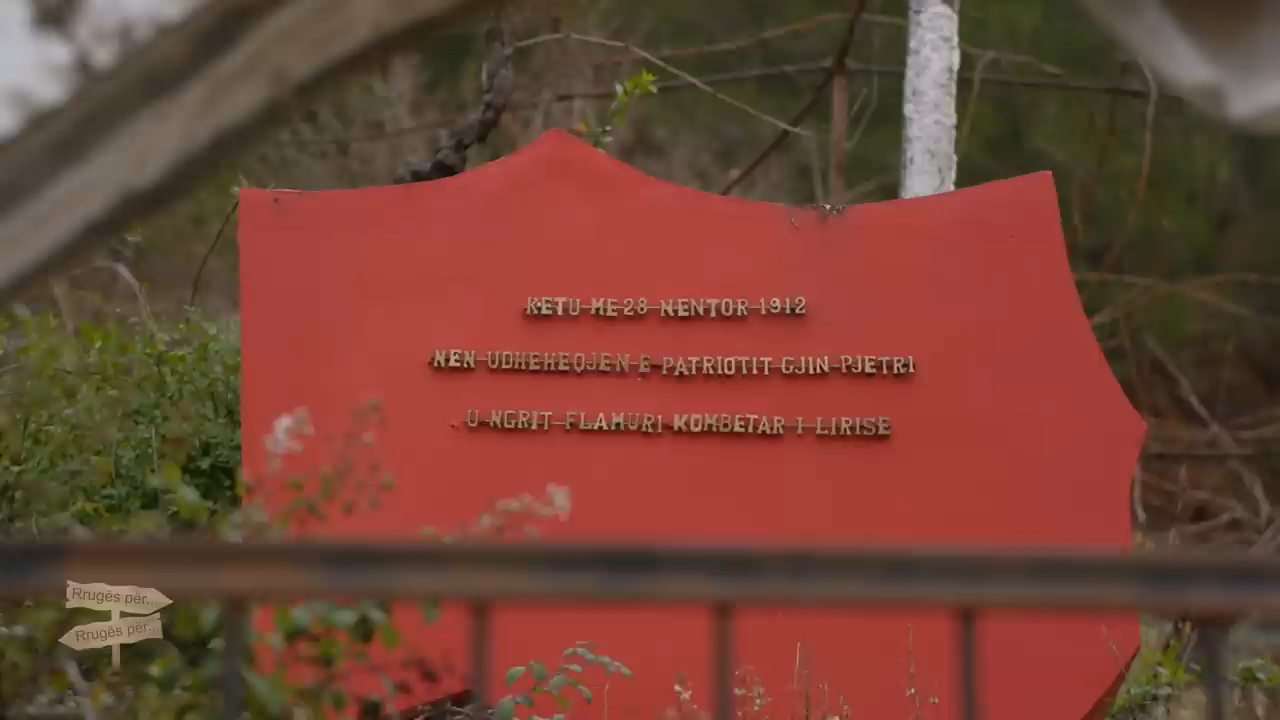 KETU ME 28 NENTOR 1912
NEN UDHEHEQJEN E PATRIOTIT GJIN PJETRI
U NGRIT FLAMURI KOMBETAR I LIRISE
Rrugës për...
Rrugës për...